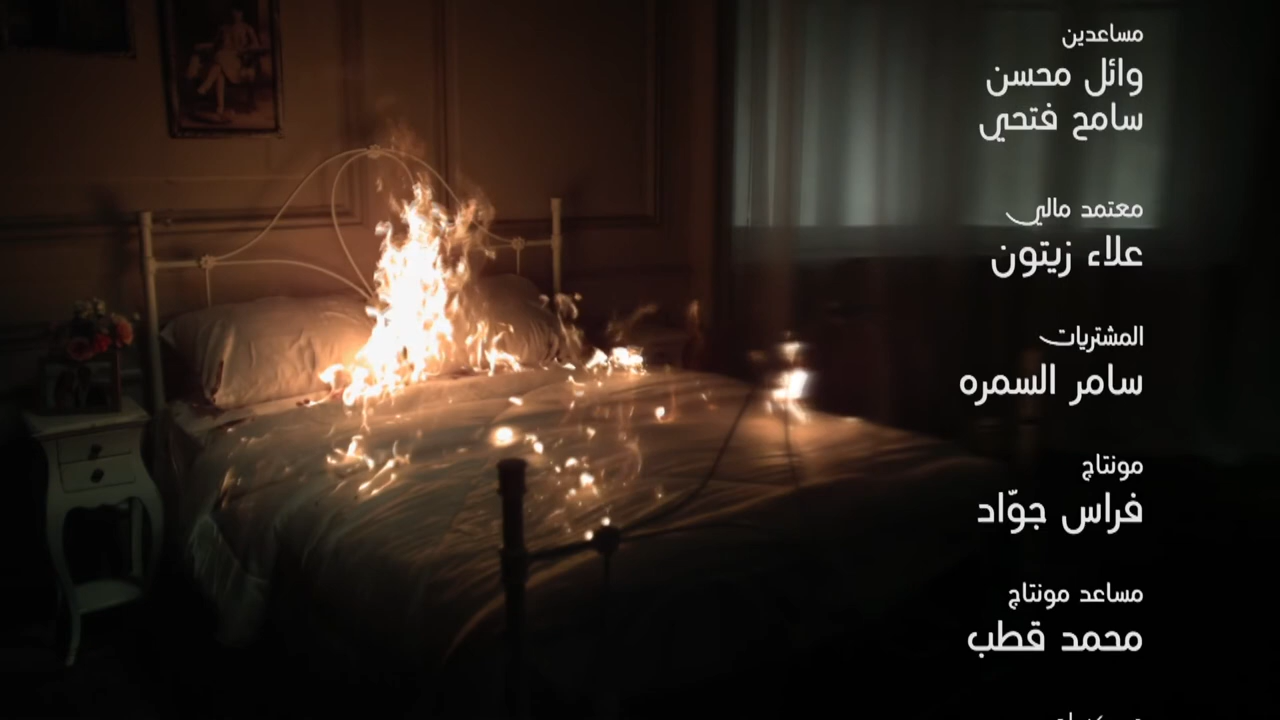 مساعدين
وائل محسن
سامح فتحي
معتمد مالي
علاء زيتون
المشتريات
سامر السمره
مونتاج
فراس جوّاد
مساعد مونتاج
محمد قطب